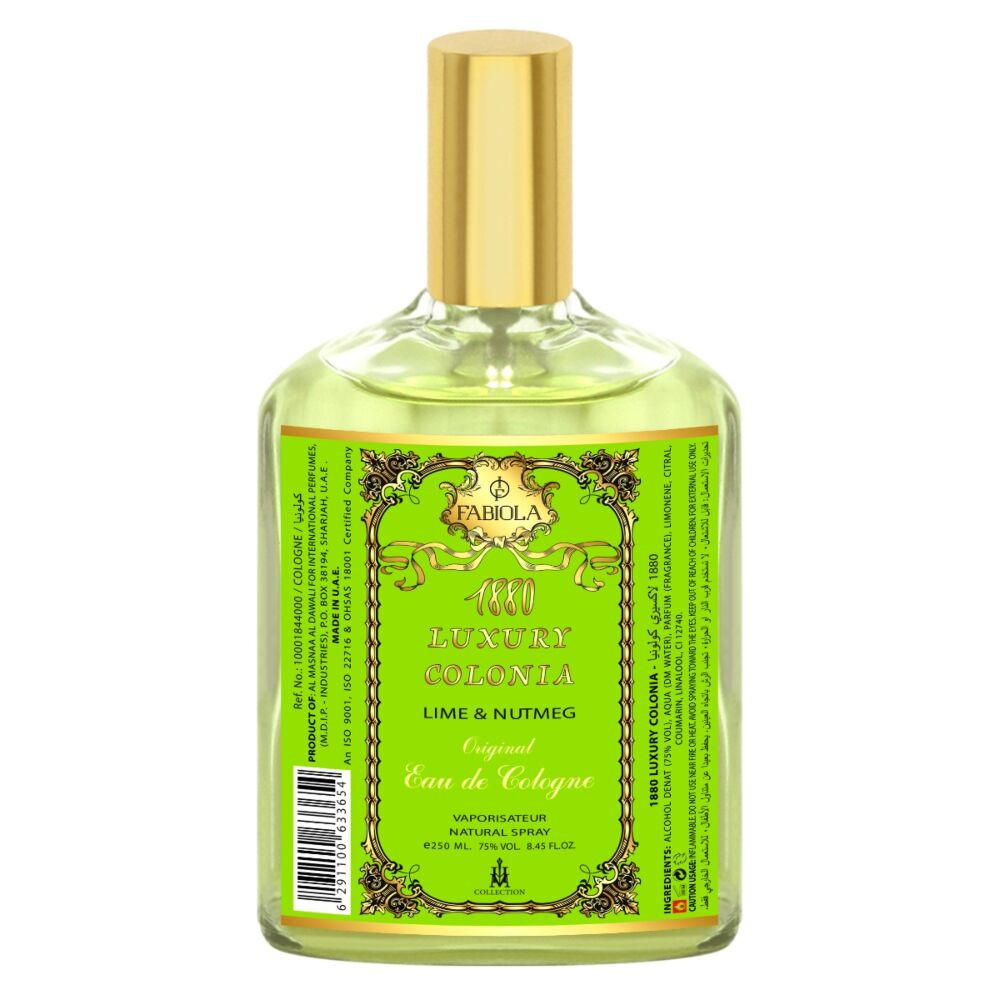 FABIOLA
1880
LUXURY
COLONIA
LIME & NUTMEG
Original
Eau de Cologne
VAPORISATEUR
NATURAL SPRAY
℮250 ML. 75% VOL. 8.45 FL.OZ.
COLLECTION
Ref. No.: 10001844000 / COLOGNE / كولونيا
PRODUCT OF: AL MASNAA AL DAWALI FOR INTERNATIONAL PERFUMES,
(M.D.I.P. - INDUSTRIES), P.O. BOX 38194, SHARJAH, U.A.E .
MADE IN U.A.E.
An ISO 9001, ISO 22716 & OHSAS 18001 Certified Company
6 291100 633654
1880 LUXURY COLONIA - لاكسيري كولونيا 1880
INGREDIENTS: ALCOHOL DENAT (75% VOL), AQUA (DM WATER), PARFUM (FRAGRANCE), LIMONENE, CITRAL,
COUMARIN, LINALOOL, CI 12740.
CAUTION USAGE: INFLAMMABLE. DO NOT USE NEAR FIRE OR HEAT. AVOID SPRAYING TOWARD THE EYES. KEEP OUT OF REACH OF CHILDREN. FOR EXTERNAL USE ONLY.